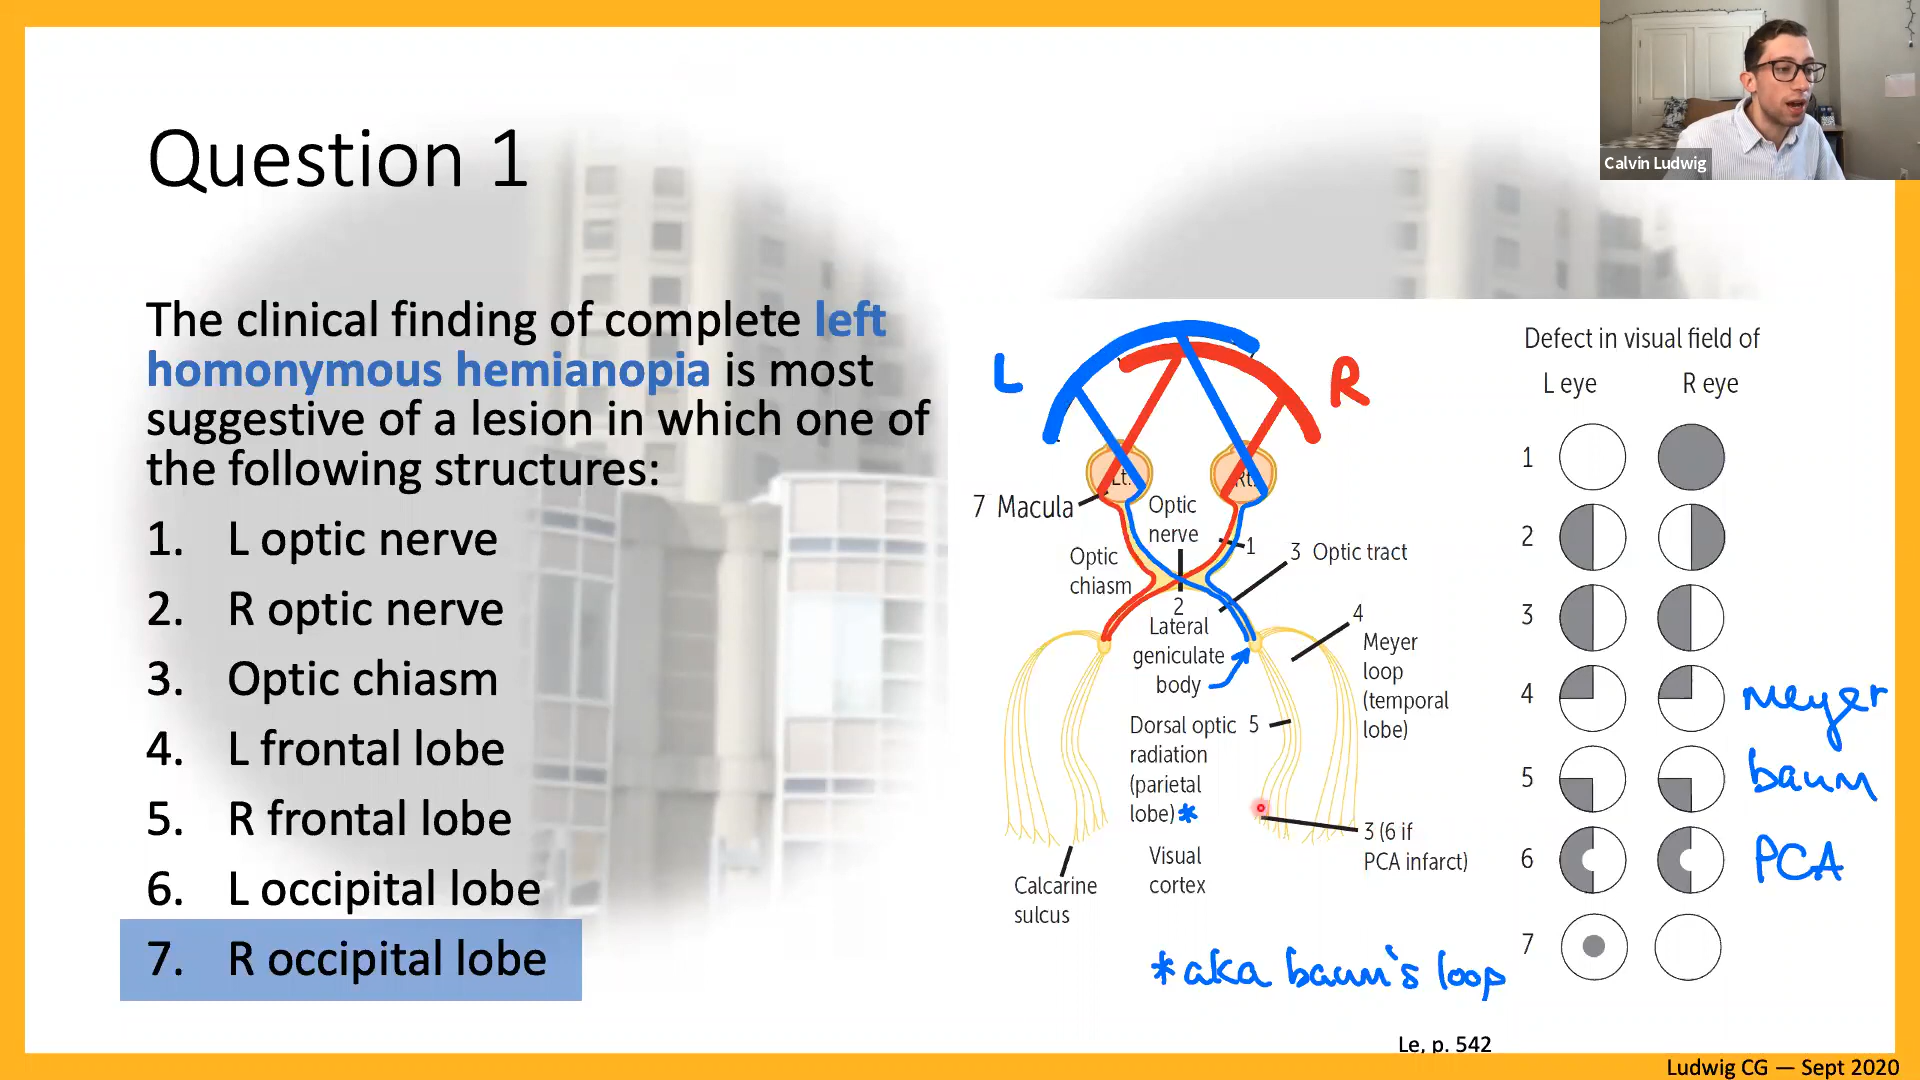 Question 1
Calvin Ludwig
The clinical finding of complete left
homonymous hemianopia is most
suggestive of a lesion in which one of
the following structures:
1. L optic nerve
2. R optic nerve
3. Optic chiasm
4. L frontal lobe
5. R frontal lobe
6. L occipital lobe
7. R occipital lobe
L
R
Lt.
Rt.
7 Macula
Optic
nerve
1
Optic
chiasm
3 Optic tract
2
Lateral
geniculate
body
4
Meyer
loop
(temporal
lobe)
Dorsal optic 5
radiation
(parietal
lobe)*
3 (6 if
PCA infarct)
Visual
cortex
Calcarine
sulcus
*aka baum's loop
Defect in visual field of
L eye R eye
1
2
3
4 Meyer
5 baum
6 PCA
7
Le, p. 542
Ludwig CG — Sept 2020